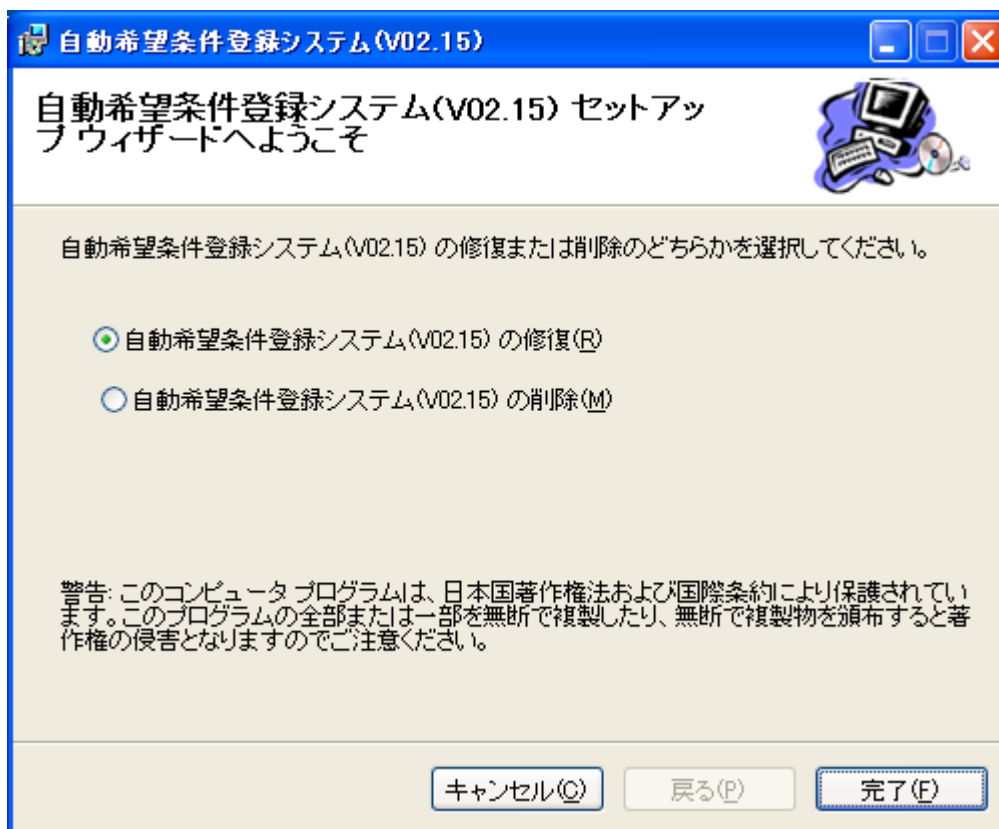 自動希望条件登録システム(V02.15)
自動希望条件登録システム(V02.15) セットアッ
プ ウィザードへようこそ
自動希望条件登録システム(V02.15) の修復または削除のどちらかを選択してください。
自動希望条件登録システム(V02.15) の修復(R)
自動希望条件登録システム(V02.15) の削除(M)
警告: このコンピュータ プログラムは、日本国著作権法および国際条約により保護されてい
ます。このプログラムの全部または一部を無断で複製したり、無断で複製物を頒布すると著
作権の侵害となりますのでご注意ください。
キャンセル(C)
戻る(P)
完了(F)